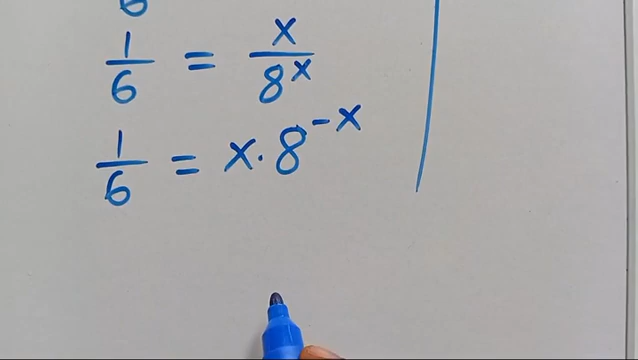 1/6 = x/8^x
1/6 = x · 8^-x